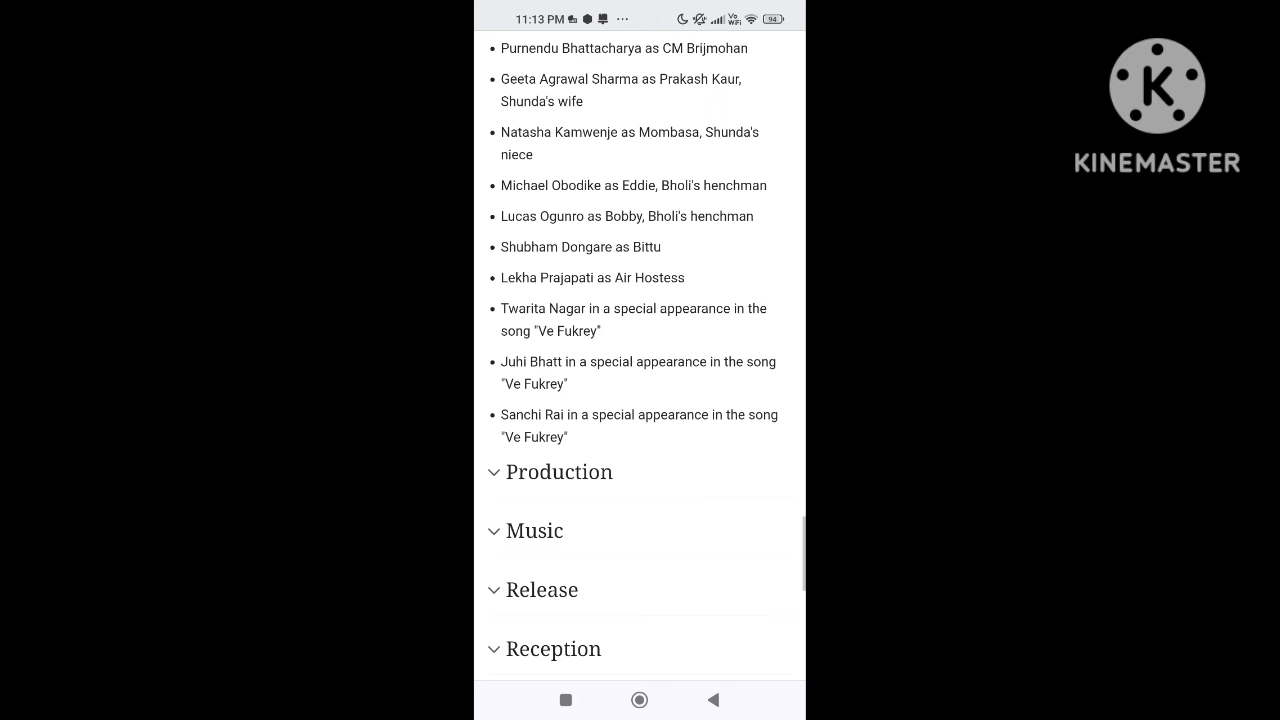 11:13 PM
Vo
WiFi
94
Purnendu Bhattacharya as CM Brijmohan
Geeta Agrawal Sharma as Prakash Kaur,
Shunda's wife
Natasha Kamwenje as Mombasa, Shunda's
niece
Michael Obodike as Eddie, Bholi's henchman
Lucas Ogunro as Bobby, Bholi's henchman
Shubham Dongare as Bittu
Lekha Prajapati as Air Hostess
Twarita Nagar in a special appearance in the
song "Ve Fukrey"
Juhi Bhatt in a special appearance in the song
"Ve Fukrey"
Sanchi Rai in a special appearance in the song
"Ve Fukrey"
Production
Music
Release
Reception
K
KINEMASTER